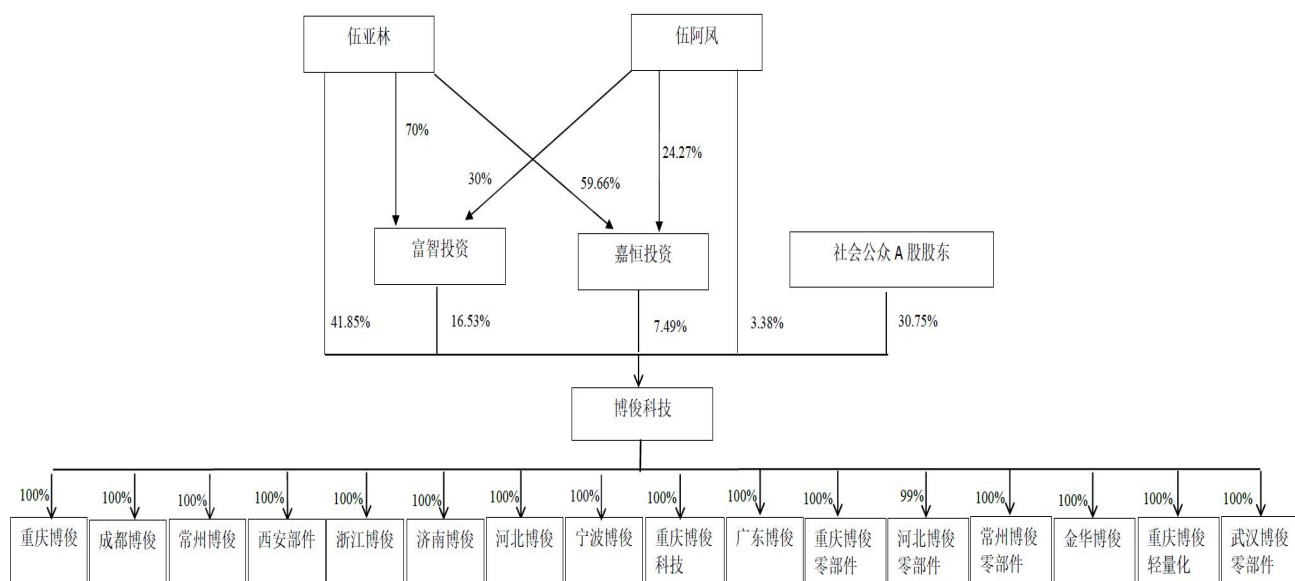 伍亚林
伍阿凤
70%
24.27%
30%
59.66%
富智投资
嘉恒投资
社会公众 A 股股东
41.85%
16.53%
7.49%
3.38%
30.75%
博俊科技
100%
100%
100%
100%
100%
100%
100%
100%
100%
100%
100%
99%
100%
100%
100%
100%
重庆博俊
成都博俊
常州博俊
西安部件
浙江博俊
济南博俊
河北博俊
宁波博俊
重庆博俊
科技
广东博俊
重庆博俊
零部件
河北博俊
零部件
常州博俊
零部件
金华博俊
重庆博俊
轻量化
武汉博俊
零部件